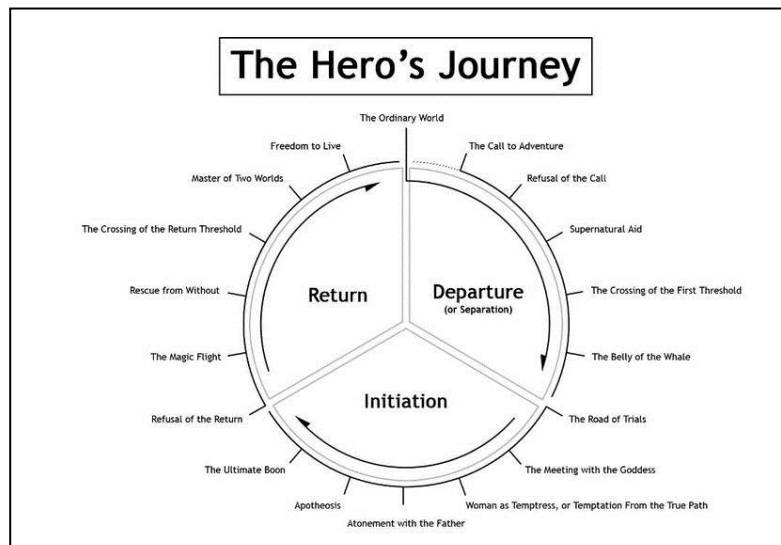 The Hero’s Journey
The Ordinary World
The Call to Adventure
Refusal of the Call
Supernatural Aid
The Crossing of the First Threshold
The Belly of the Whale
The Road of Trials
The Meeting with the Goddess
Woman as Temptress, or Temptation From the True Path
Atonement with the Father
Apotheosis
The Ultimate Boon
Refusal of the Return
The Magic Flight
Rescue from Without
The Crossing of the Return Threshold
Master of Two Worlds
Freedom to Live
Departure
(or Separation)
Initiation
Return